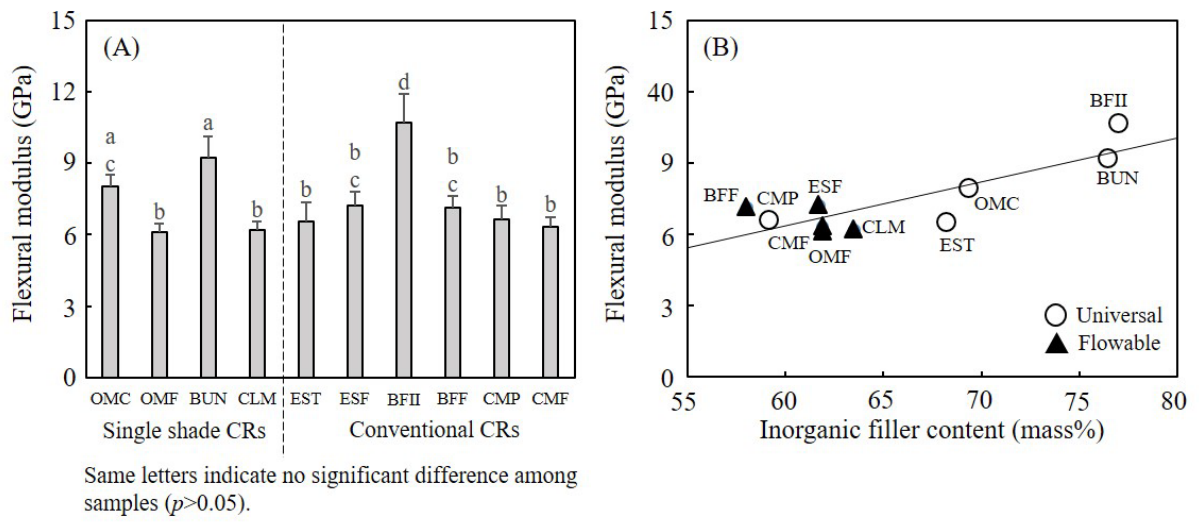 (A)
Flexural modulus (GPa)
15
12
9
6
3
0
a
c
b
a
b
b
b
c
d
b
c
b
b
OMC OMF BUN CLM EST ESF BFII BFF CMP CMF
Single shade CRs Conventional CRs
Same letters indicate no significant difference among
samples (p>0.05).
(B)
Flexural modulus (GPa)
15
40
9
6
3
0
BFII
BUN
BFF CMP ESF
OMC
CMF
OMF
CLM
EST
Universal
Flowable
55 60 65 70 75 80
Inorganic filler content (mass%)